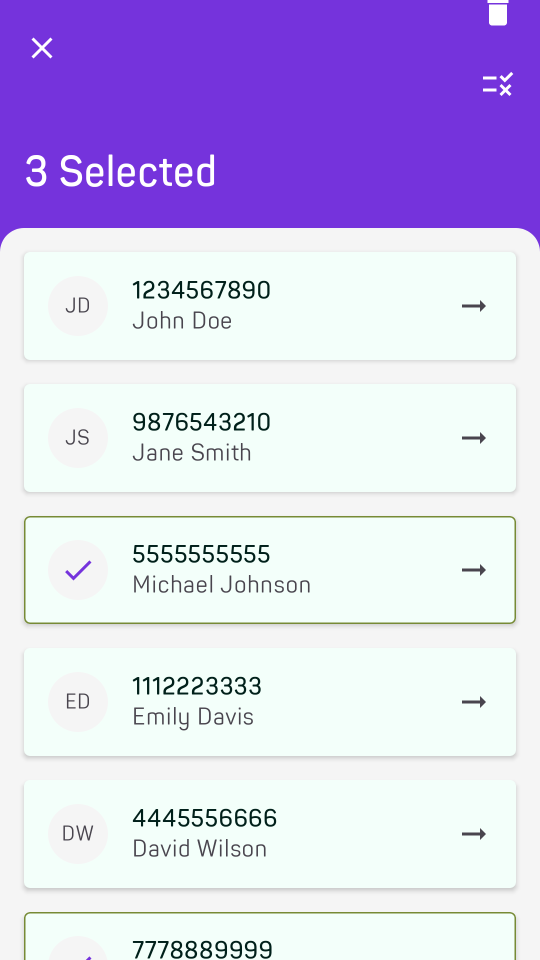 3 Selected
JD
1234567890
John Doe
JS
9876543210
Jane Smith
5555555555
Michael Johnson
ED
1112223333
Emily Davis
DW
4445556666
David Wilson
7778889999